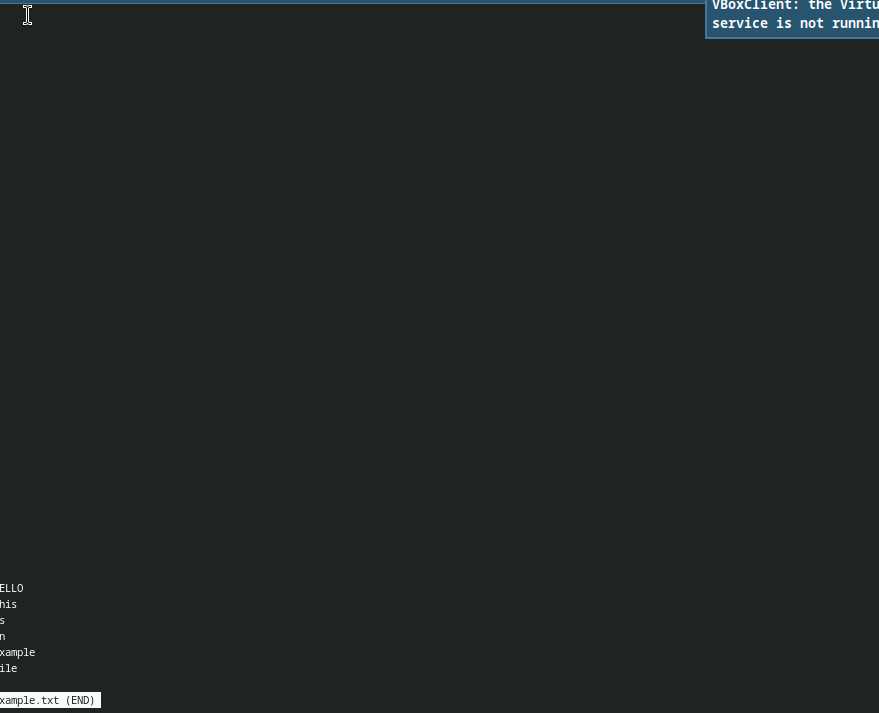 VBoxClient: the Virtu
service is not runnin
ELLO
his
s
n
xample
ile
xample.txt (END)